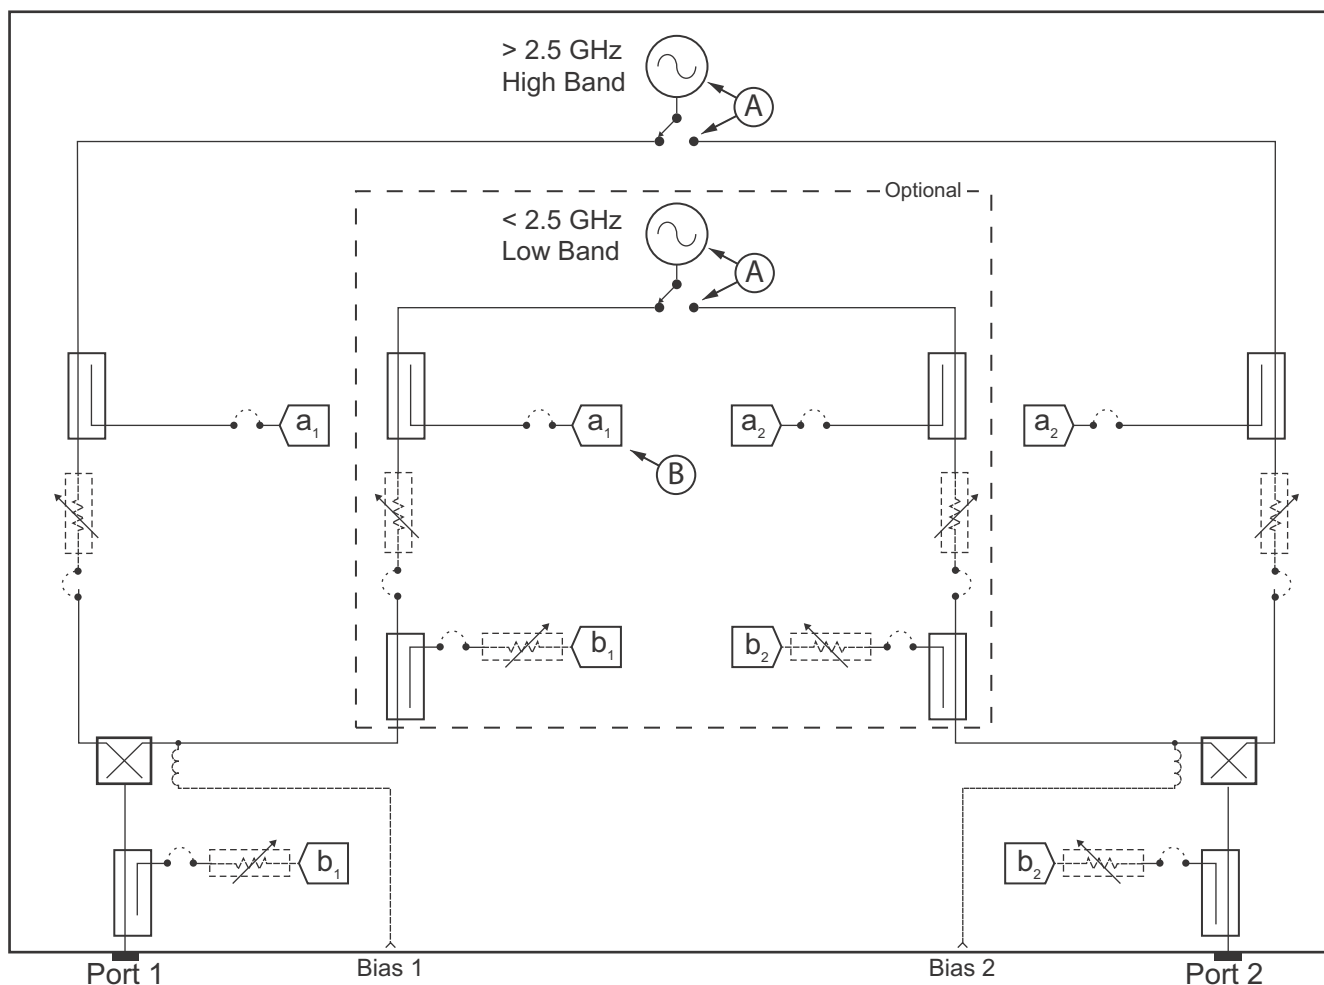 > 2.5 GHz
High Band
A
Optional
< 2.5 GHz
Low Band
A
a1
a1
a2
a2
B
b1
b2
b1
b2
Port 1
Bias 1
Bias 2
Port 2